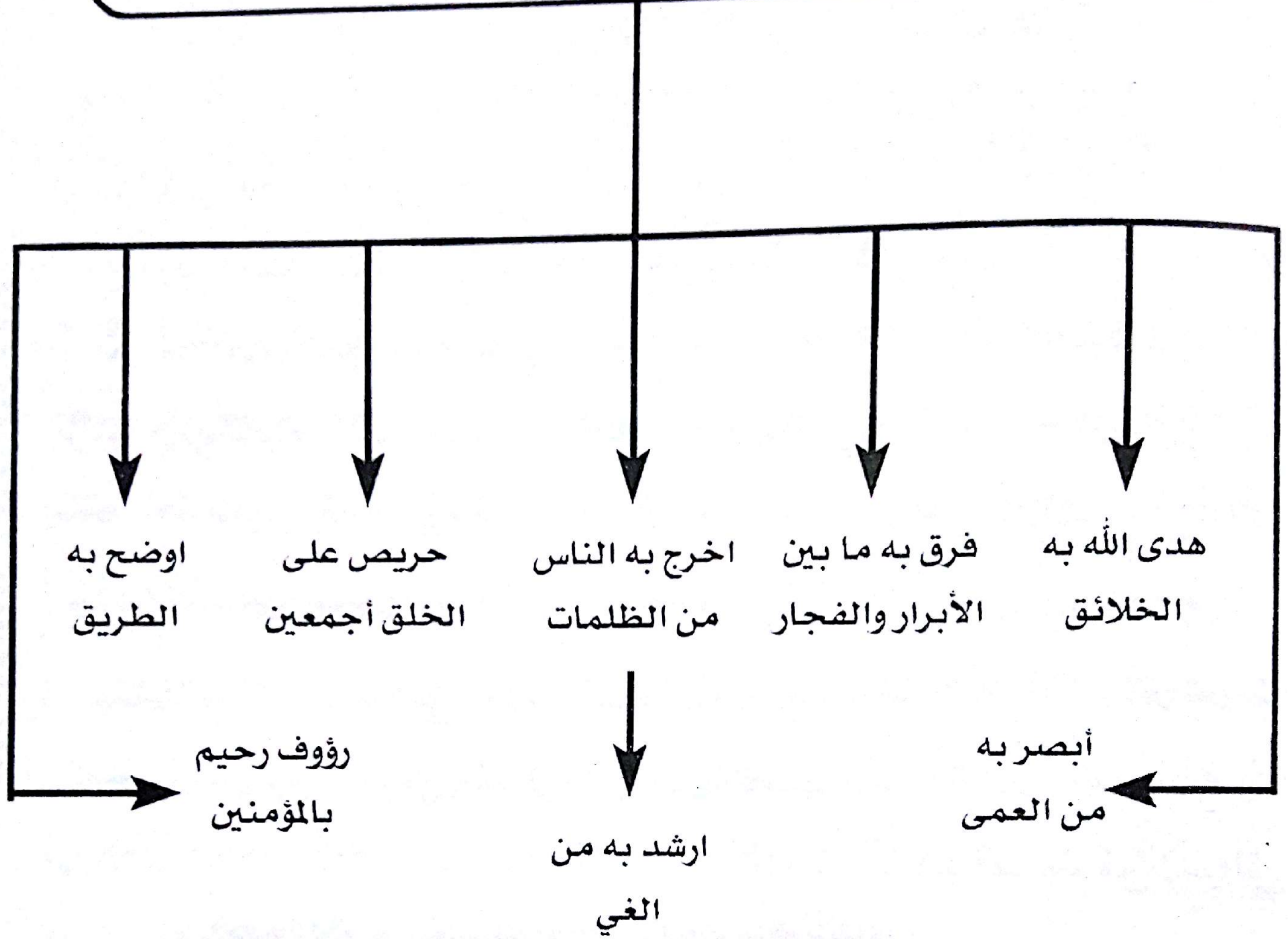 هدى الله به
الخلائق
فرق به ما بين
الأبرار والفجار
اخرج به الناس
من الظلمات
حريص على
الخلق أجمعين
اوضح به
الطريق
أبصر به
من العمى
ارشد به من
الغي
رؤوف رحيم
بالمؤمنين